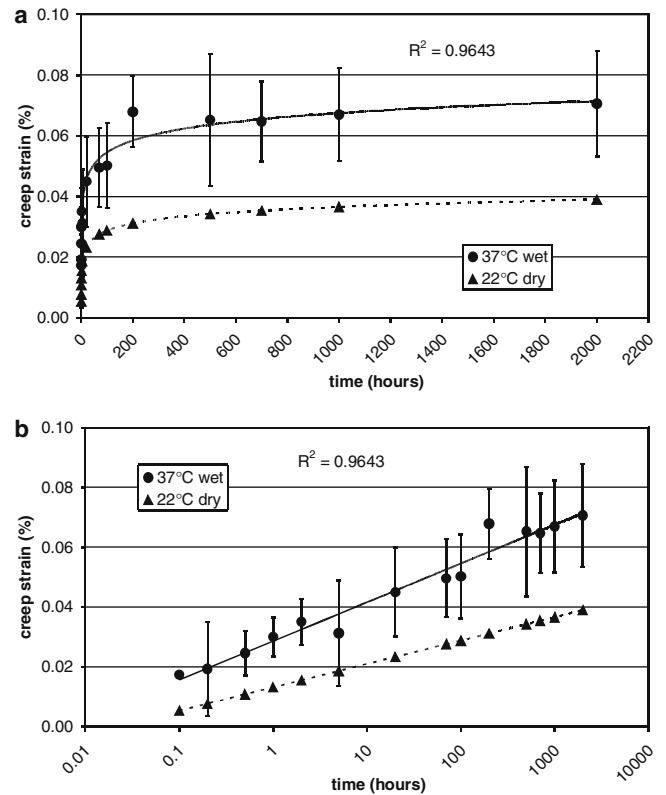 a
R² = 0.9643
creep strain (%)
0.10
0.08
0.06
0.04
0.02
0.00
37°C wet
22°C dry
0 200 400 600 800 1000 1200 1400 1600 1800 2000 2200
time (hours)
b
R² = 0.9643
37°C wet
22°C dry
creep strain (%)
0.10
0.08
0.06
0.04
0.02
0.00
0.01 0.1 1 10 100 1000 10000
time (hours)